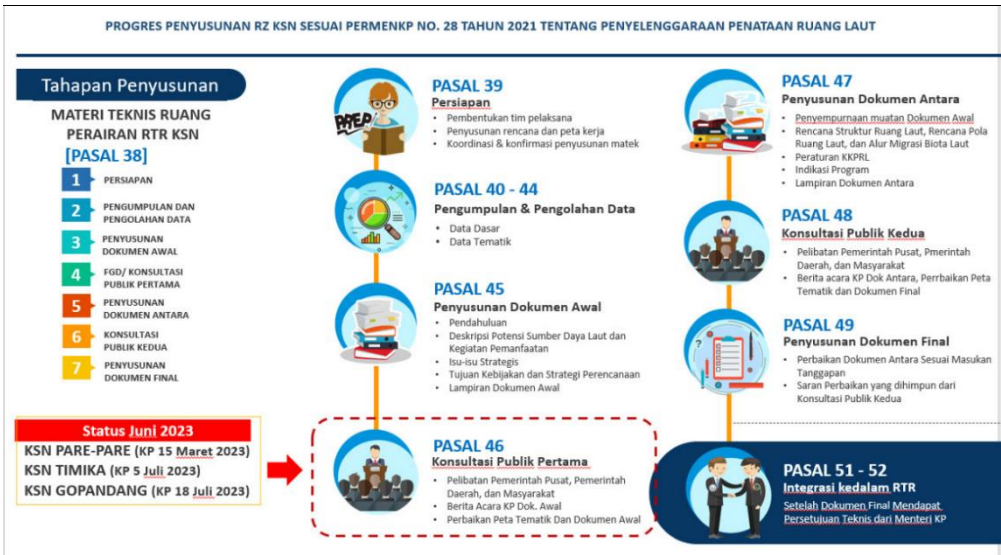 PROGRES PENYUSUNAN RZ KSN SESUAI PERMENKP NO. 28 TAHUN 2021 TENTANG PENYELENGGARAAN PENATAAN RUANG LAUT
Tahapan Penyusunan
MATERI TEKNIS RUANG
PERAIRAN RTR KSN
[PASAL 38]
1 PERSIAPAN
2 PENGUMPULAN DAN
PENGOLAHAN DATA
3 PENYUSUNAN
DOKUMEN AWAL
4 FGD/ KONSULTASI
PUBLIK PERTAMA
5 PENYUSUNAN
DOKUMEN ANTARA
6 KONSULTASI
PUBLIK KEDUA
7 PENYUSUNAN
DOKUMEN FINAL
Status Juni 2023
KSN PARE-PARE (KP 15 Maret 2023)
KSN TIMIKA (KP 5 Juli 2023)
KSN GOPANDANG (KP 18 Juli 2023)
PREP
PASAL 39
Persiapan
• Pembentukan tim pelaksana
• Penyusunan rencana dan peta kerja
• Koordinasi & konfirmasi penyusunan matek
PASAL 40 - 44
Pengumpulan & Pengolahan Data
• Data Dasar
• Data Tematik
PASAL 45
Penyusunan Dokumen Awal
• Pendahuluan
• Deskripsi Potensi Sumber Daya Laut dan
Kegiatan Pemanfaatan
• Isu-isu Strategis
• Tujuan Kebijakan dan Strategi Perencanaan
• Lampiran Dokumen Awal
PASAL 46
Konsultasi Publik Pertama
• Pelibatan Pemerintah Pusat, Pemerintah
Daerah, dan Masyarakat
• Berita Acara KP Dok. Awal
• Perbaikan Peta Tematik Dan Dokumen Awal
PASAL 47
Penyusunan Dokumen Antara
• Penyempurnaan muatan Dokumen Awal
• Rencana Struktur Ruang Laut, Rencana Pola
Ruang Laut, dan Alur Migrasi Biota Laut
• Peraturan KKPRL
• Indikasi Program
• Lampiran Dokumen Antara
PASAL 48
Konsultasi Publik Kedua
• Pelibatan Pemerintah Pusat, Pmerintah
Daerah, dan Masyarakat
• Berita acara KP Dok Antara, Perrbaikan Peta
Tematik dan Dokumen Final
PASAL 49
Penyusunan Dokumen Final
• Perbaikan Dokumen Antara Sesuai Masukan
Tanggapan
• Saran Perbaikan yang dihimpun dari
Konsultasi Publik Kedua
PASAL 51 - 52
Integrasi kedalam RTR
Setelah Dokumen Final Mendapat
Persetujuan Teknis dari Menteri KP